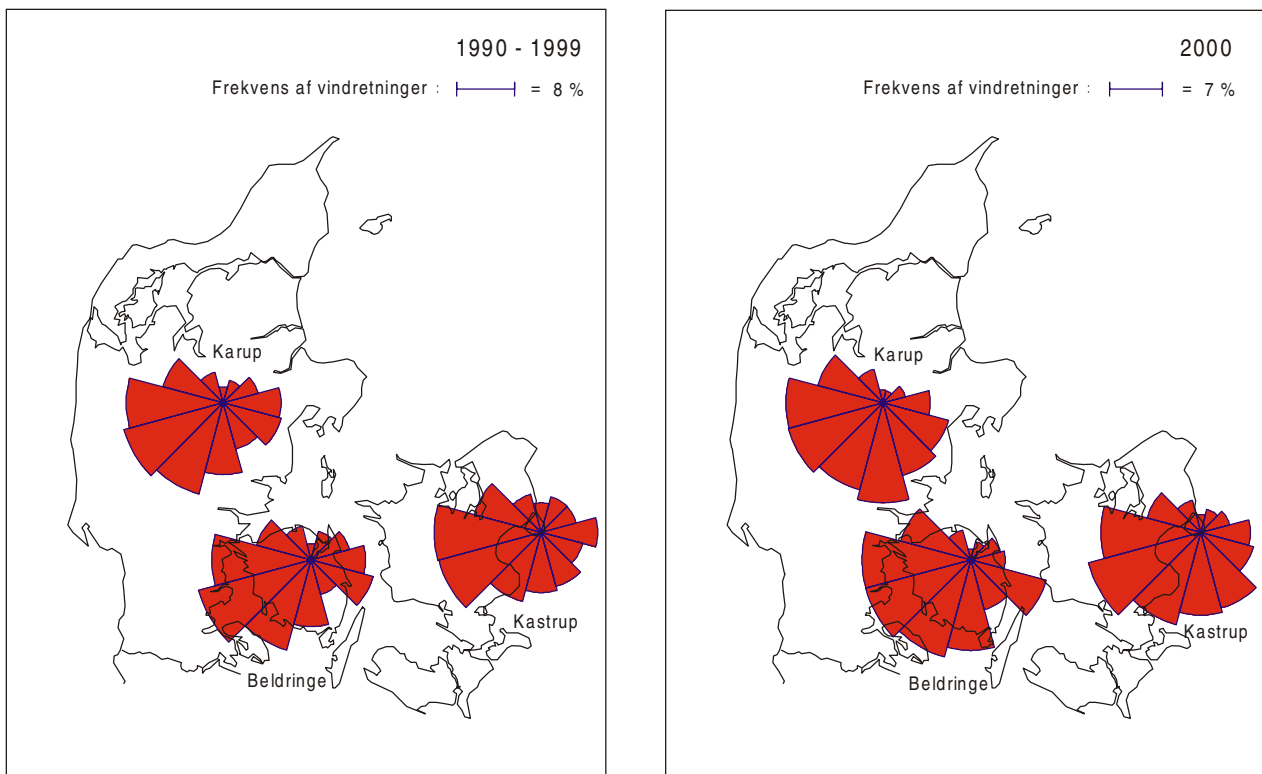 1990 - 1999
Frekvens af vindretninger : = 8 %
Karup
Kastrup
Beldringe
2000
Frekvens af vindretninger : = 7 %
Karup
Kastrup
Beldringe